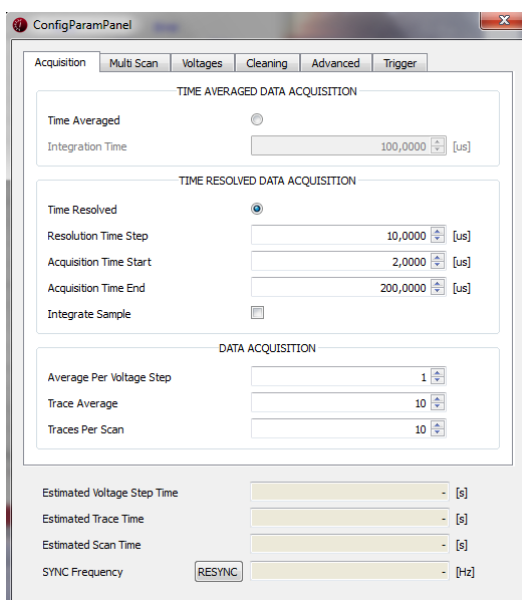 ConfigParamPanel
x
Acquisition Multi Scan Voltages Cleaning Advanced Trigger
TIME AVERAGED DATA ACQUISITION
Time Averaged
Integration Time 100,0000 [us]
TIME RESOLVED DATA ACQUISITION
Time Resolved
Resolution Time Step 10,0000 [us]
Acquisition Time Start 2,0000 [us]
Acquisition Time End 200,0000 [us]
Integrate Sample
DATA ACQUISITION
Average Per Voltage Step 1
Trace Average 10
Traces Per Scan 10
Estimated Voltage Step Time - [s]
Estimated Trace Time - [s]
Estimated Scan Time - [s]
SYNC Frequency RESYNC - [Hz]